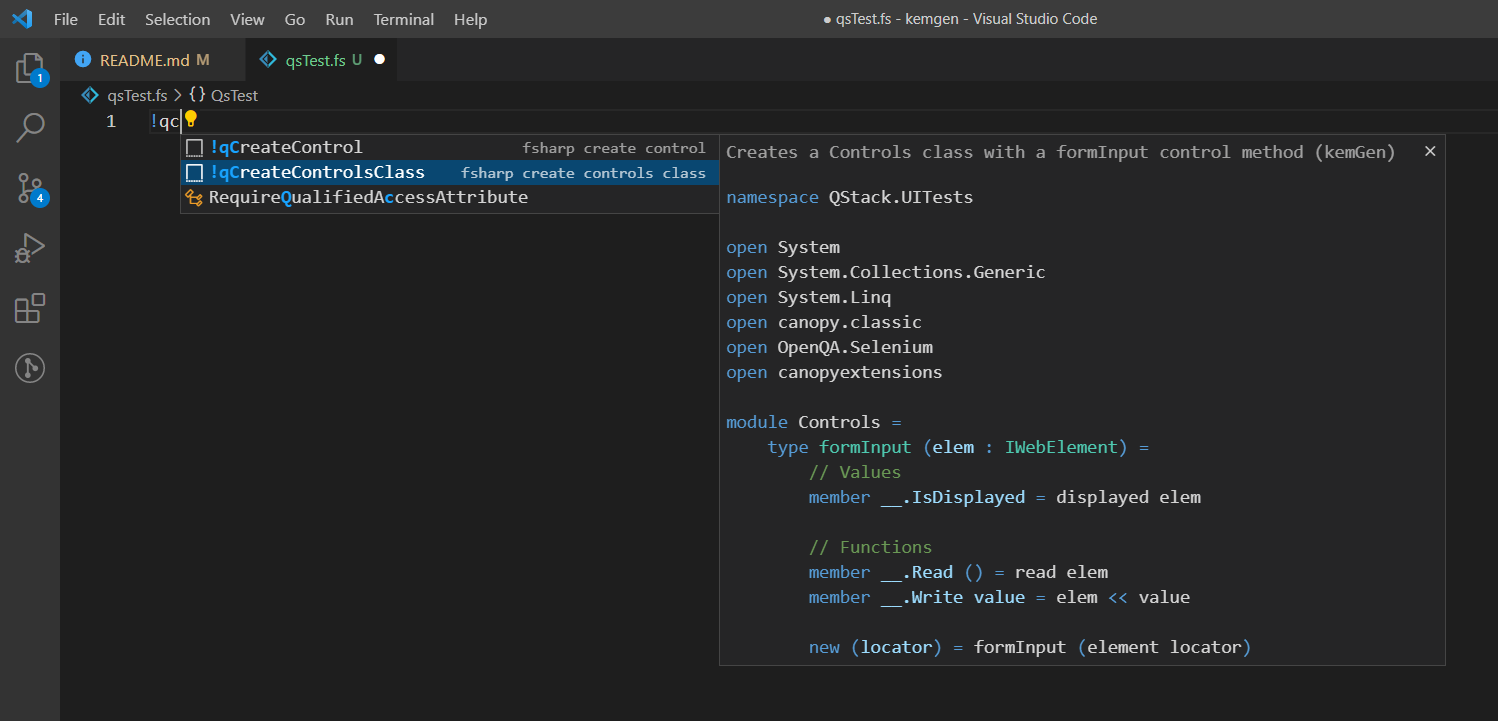 File Edit Selection View Go Run Terminal Help ● qsTest.fs - kemgen - Visual Studio Code
README.md M qsTest.fs U ●
1
qsTest.fs > {} QsTest
1 !qc
!qCreateControl fsharp create control
!qCreateControlsClass fsharp create controls class
RequireQualifiedAccessAttribute
4
Creates a Controls class with a formInput control method (kemGen)
namespace QStack.UITests
open System
open System.Collections.Generic
open System.Linq
open canopy.classic
open OpenQA.Selenium
open canopyextensions
module Controls =
    type formInput (elem : IWebElement) =
        // Values
        member __.IsDisplayed = displayed elem
        // Functions
        member __.Read () = read elem
        member __.Write value = elem << value
        new (locator) = formInput (element locator)